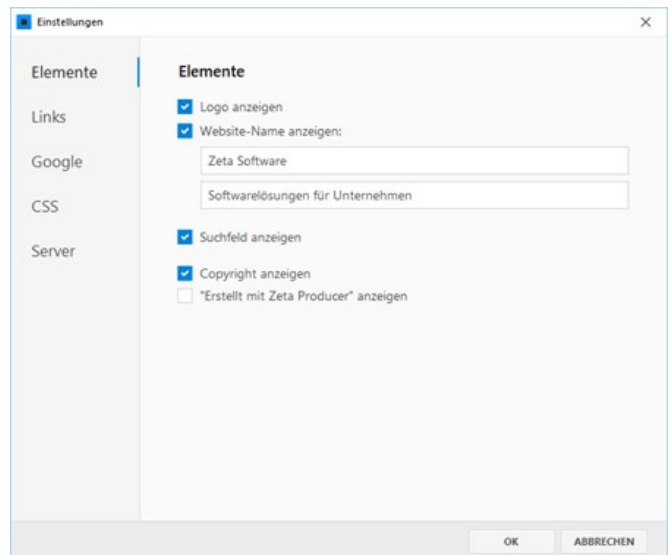 Einstellungen
Elemente
Links
Google
CSS
Server
Elemente
Logo anzeigen
Website-Name anzeigen:
Zeta Software
Softwarelösungen für Unternehmen
Suchfeld anzeigen
Copyright anzeigen
"Erstellt mit Zeta Producer" anzeigen
OK
ABBRECHEN